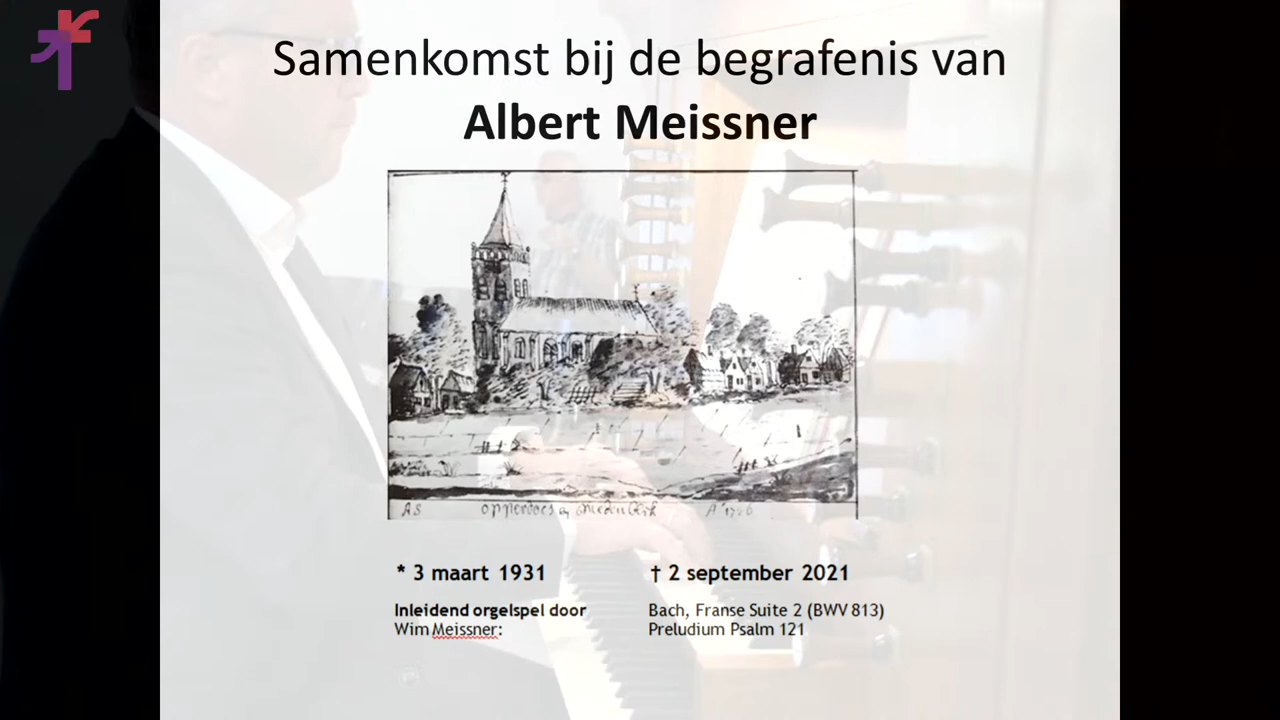 Samenkomst bij de begrafenis van
Albert Meissner
AS
* 3 maart 1931
† 2 september 2021
Inleidend orgelspel door
Wim Meissner:
Bach, Franse Suite 2 (BWV 813)
Preludium Psalm 121